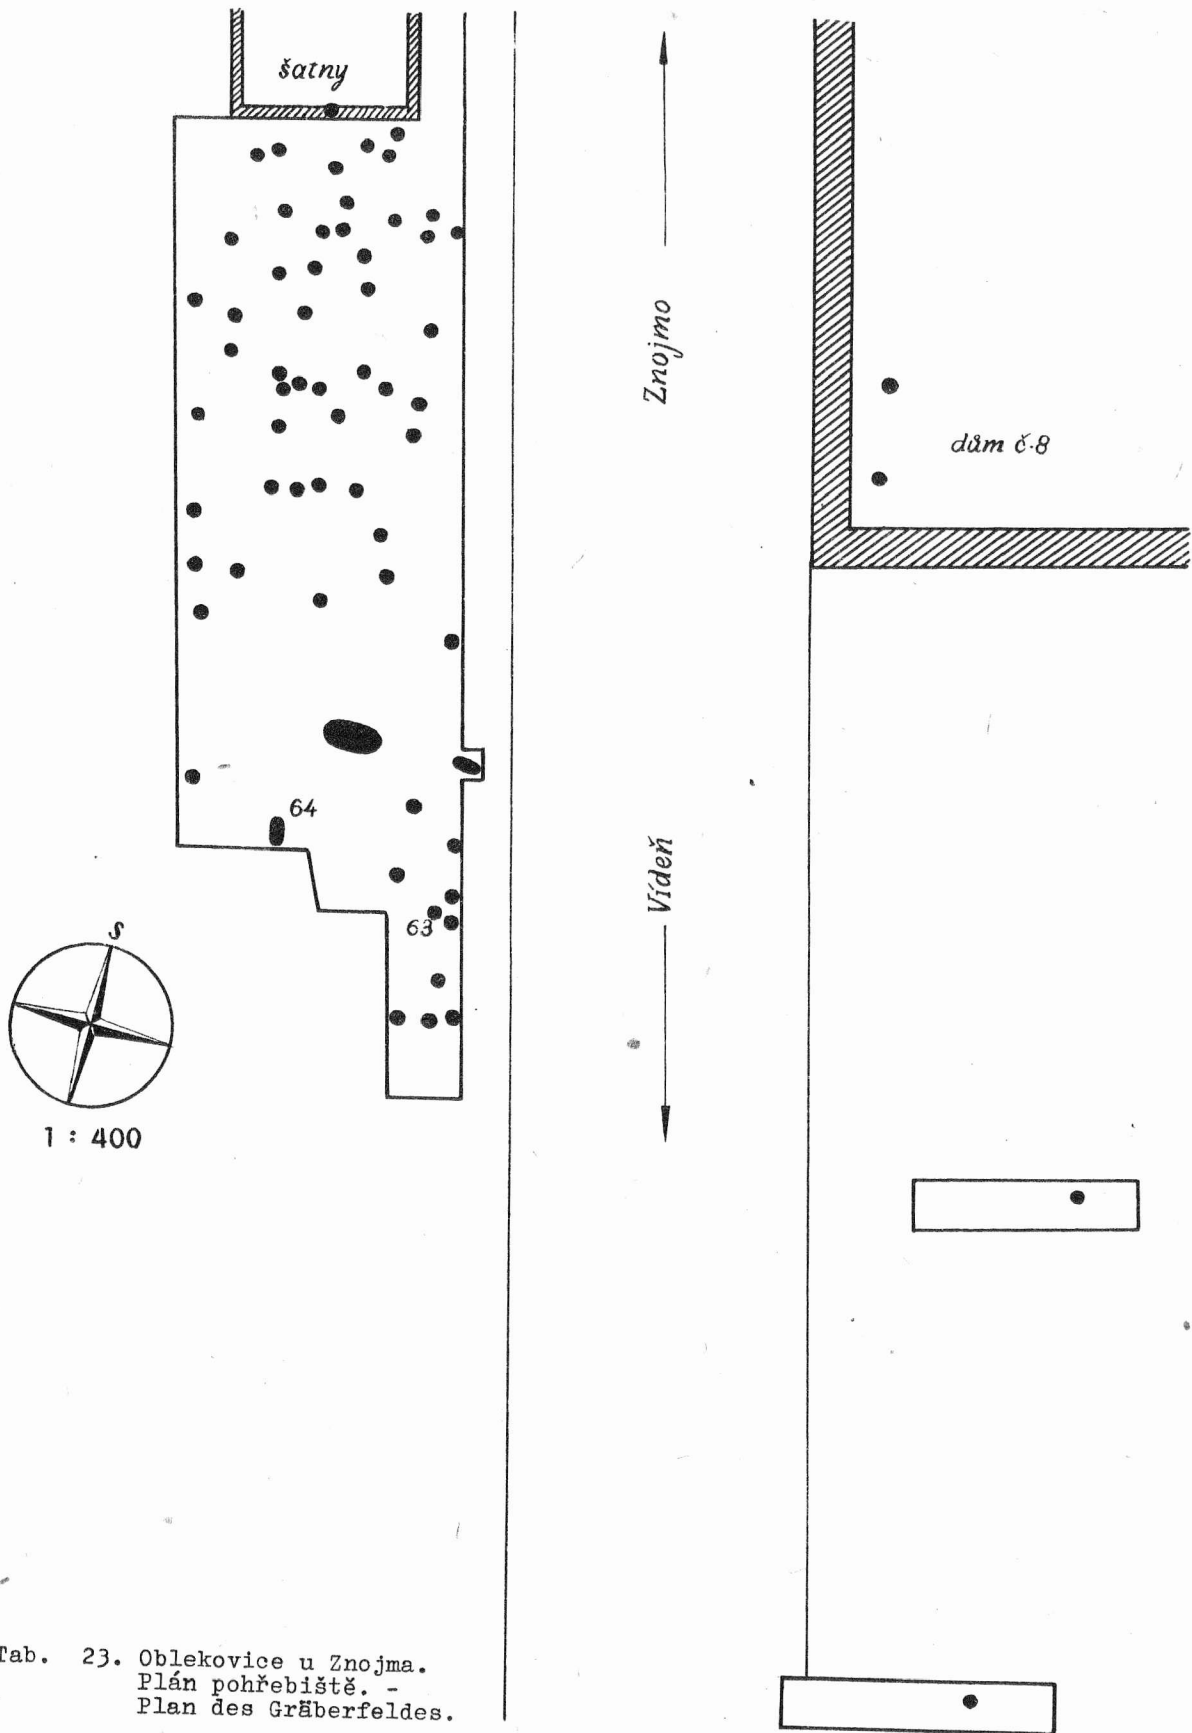 šatny
Znojmo
dům č.8
64
Vídeň
63
S
1 : 400
Tab. 23. Oblekovice u Znojma.
Plán pohřebiště. -
Plan des Gräberfeldes.